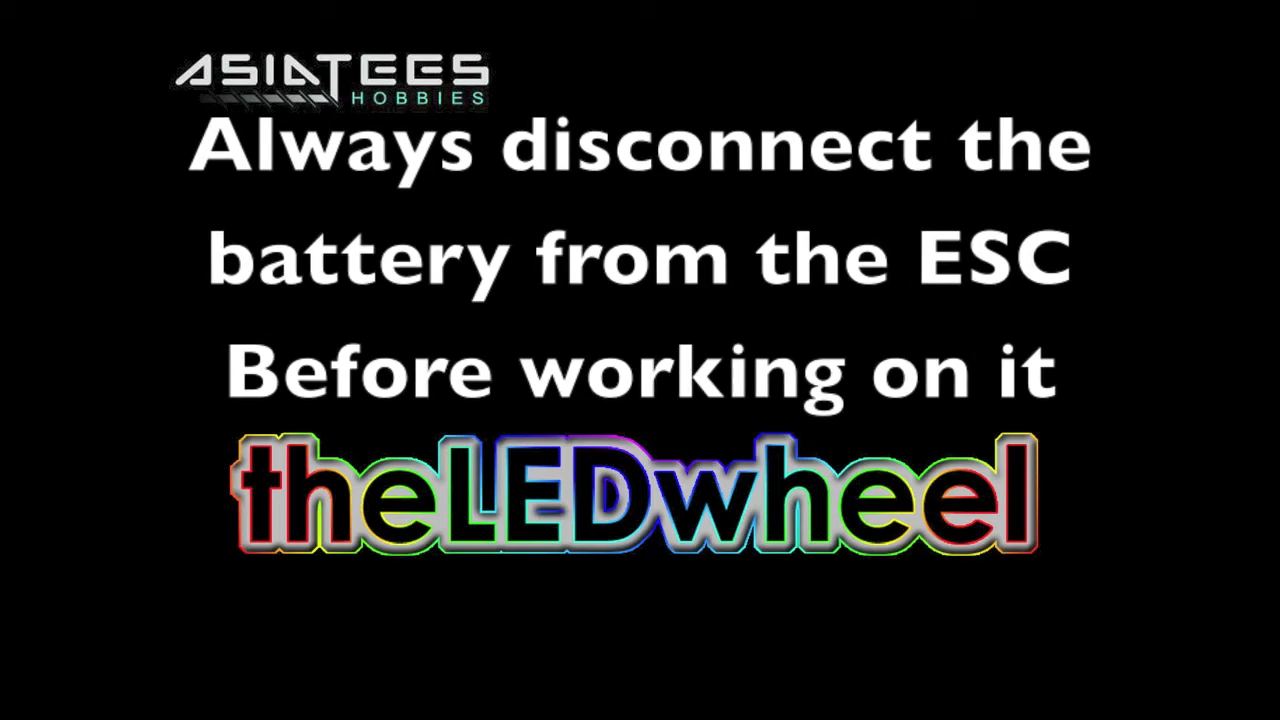 ASIATEES
HOBBIES
Always disconnect the
battery from the ESC
Before working on it
theLEDwheel